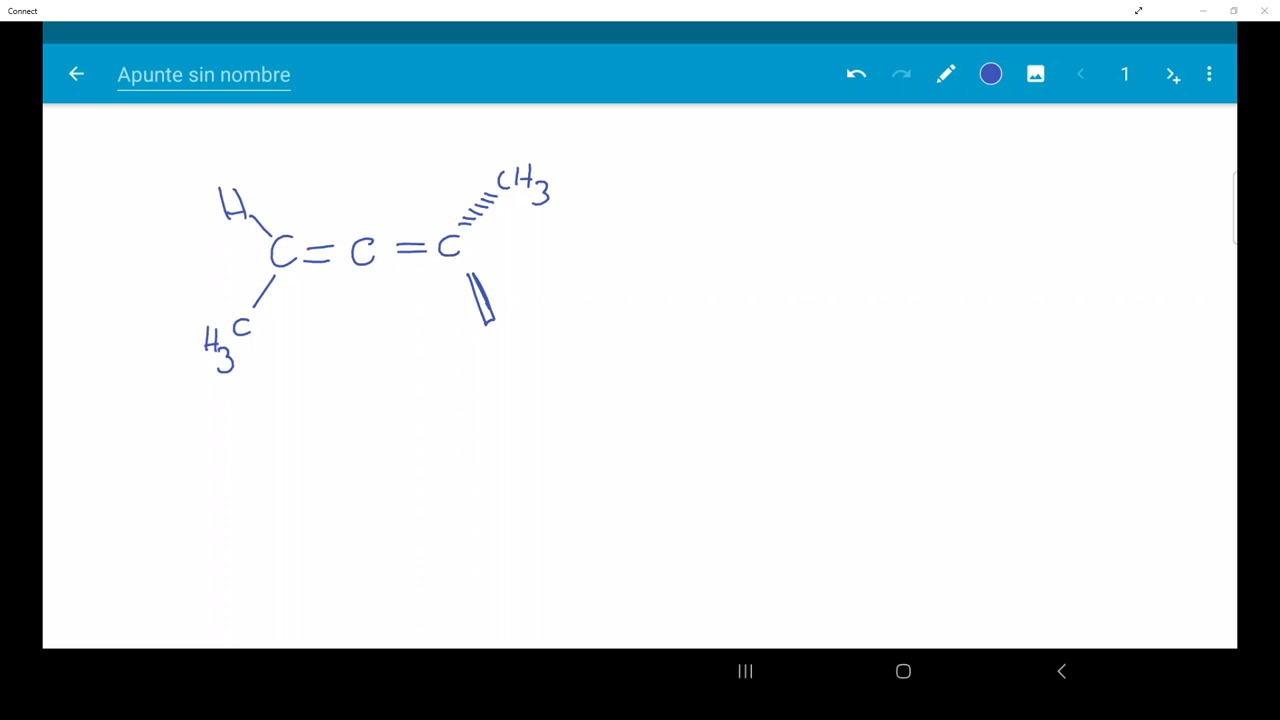 Connect
Apunte sin nombre
1
CH3
H
C = C = C
H3C